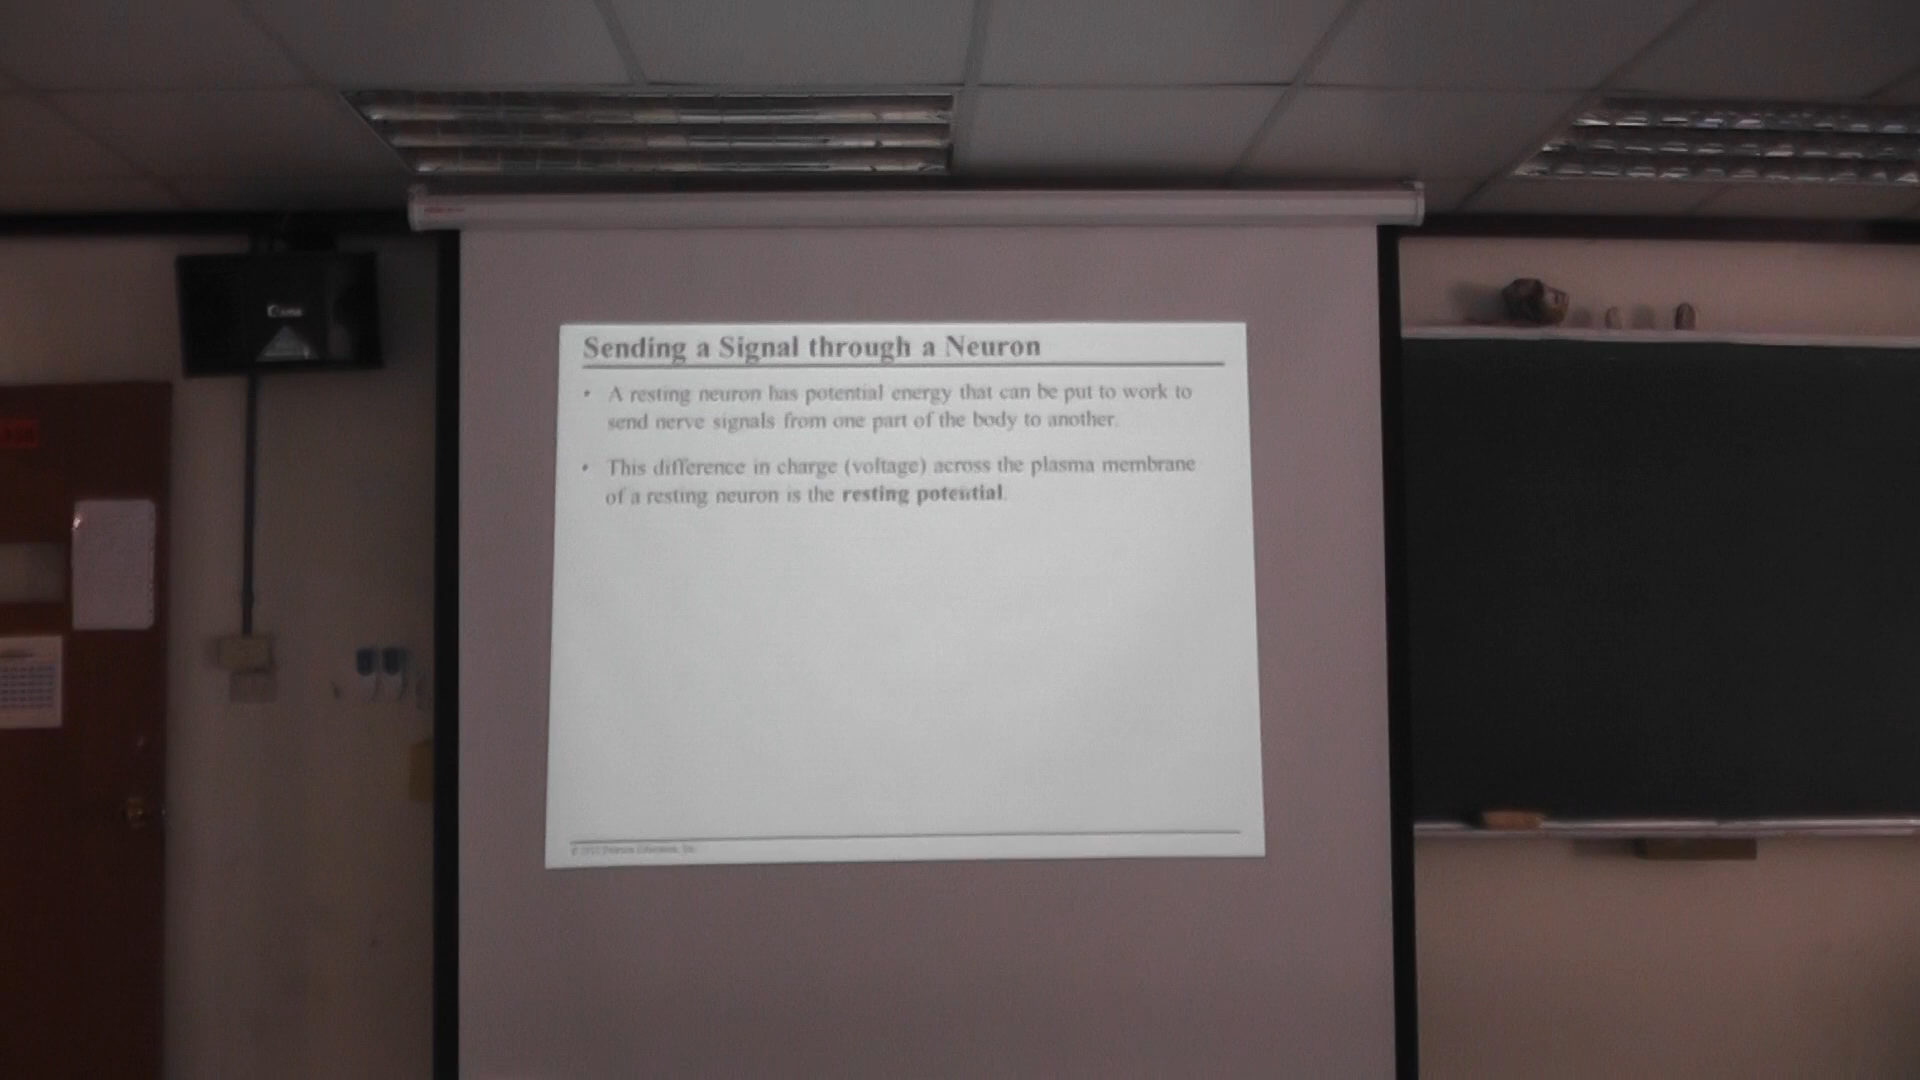 Sending a Signal through a Neuron
• A resting neuron has potential energy that can be put to work to
send nerve signals from one part of the body to another.
• This difference in charge (voltage) across the plasma membrane
of a resting neuron is the resting potential.